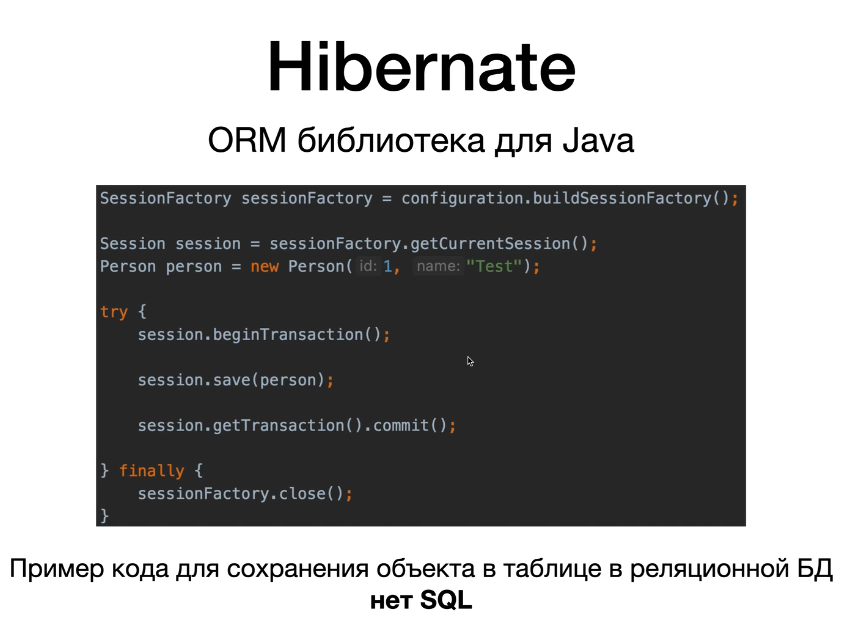 Hibernate
ORM библиотека для Java
SessionFactory sessionFactory = configuration.buildSessionFactory();
Session session = sessionFactory.getCurrentSession();
Person person = new Person( id: 1, name: "Test");
try {
session.beginTransaction();
session.save(person);
session.getTransaction().commit();
} finally {
sessionFactory.close();
}
Пример кода для сохранения объекта в таблице в реляционной БД
нет SQL